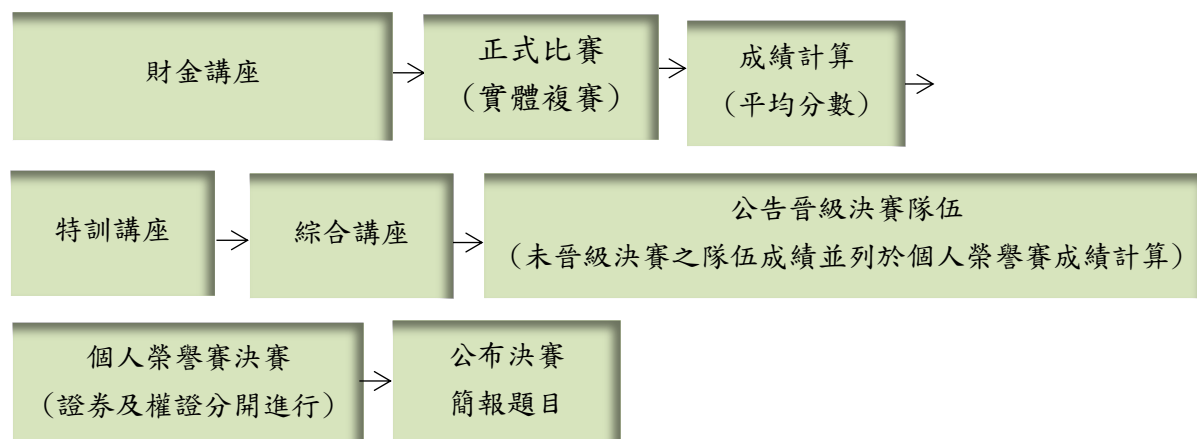 財金講座
正式比賽
（實體複賽）
成績計算
（平均分數）
特訓講座
綜合講座
公告晉級決賽隊伍
（未晉級決賽之隊伍成績並列於個人榮譽賽成績計算）
個人榮譽賽決賽
（證券及權證分開進行）
公布決賽
簡報題目